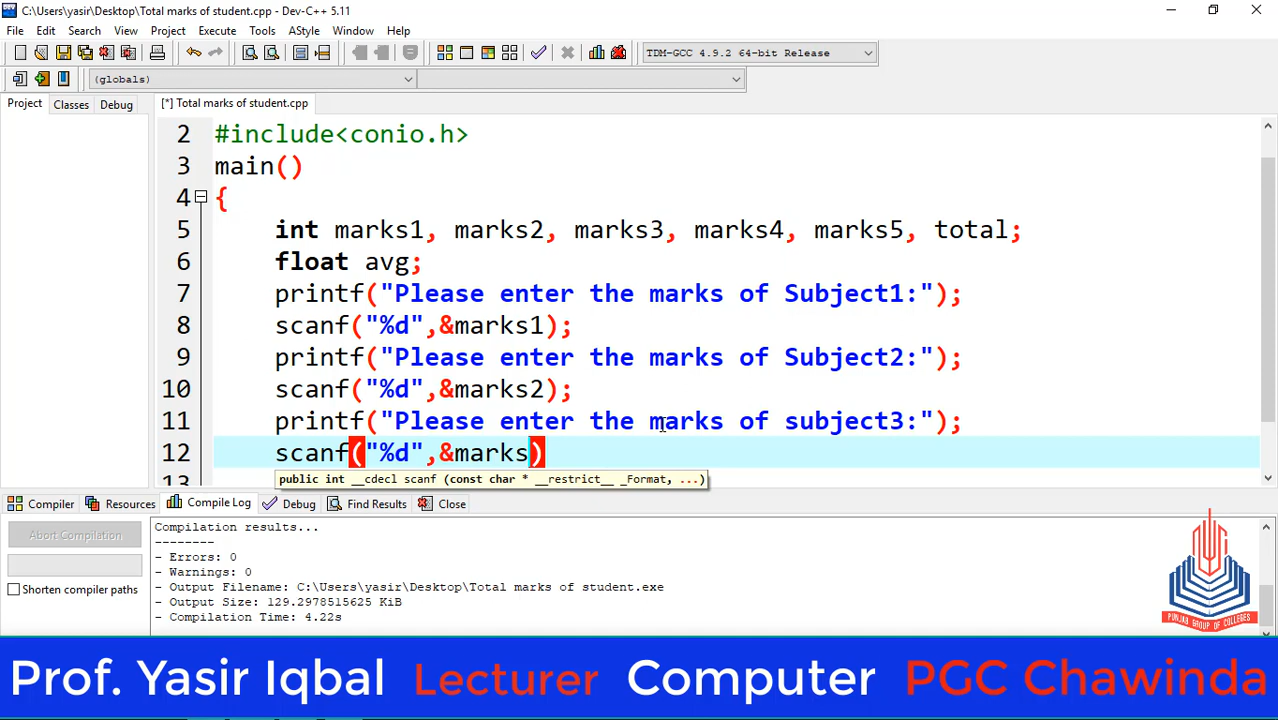 C:\Users\yasir\Desktop\Total marks of student.cpp - Dev-C++ 5.11
File Edit Search View Project Execute Tools AStyle Window Help
TDM-GCC 4.9.2 64-bit Release
(globals)
Project Classes Debug [*] Total marks of student.cpp
2 #include<conio.h>
3 main()
4 {
5 int marks1, marks2, marks3, marks4, marks5, total;
6 float avg;
7 printf("Please enter the marks of Subject1:");
8 scanf("%d",&marks1);
9 printf("Please enter the marks of Subject2:");
10 scanf("%d",&marks2);
11 printf("Please enter the marks of subject3:");
12 scanf("%d",&marks)
public int __cdecl scanf (const char * __restrict__ _Format, ...)
13
Compiler Resources Compile Log Debug Find Results Close
Abort Compilation
Shorten compiler paths
Compilation results...
--------
- Errors: 0
- Warnings: 0
- Output Filename: C:\Users\yasir\Desktop\Total marks of student.exe
- Output Size: 129.2978515625 KiB
- Compilation Time: 4.22s
PUNJAB GROUP OF COLLEGES
Prof. Yasir Iqbal Lecturer Computer PGC Chawinda